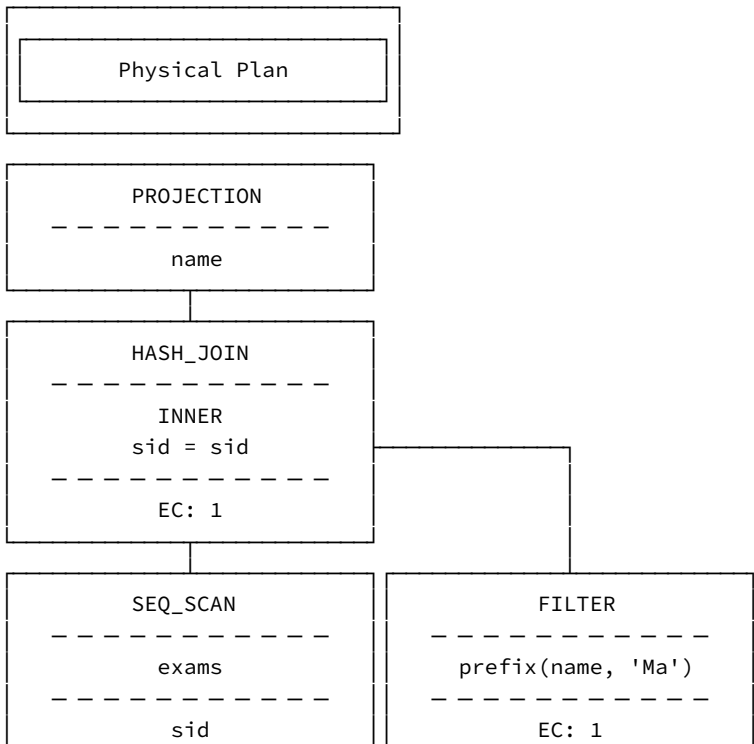 Physical Plan
PROJECTION
name
HASH_JOIN
INNER
sid = sid
EC: 1
SEQ_SCAN
exams
sid
FILTER
prefix(name, 'Ma')
EC: 1